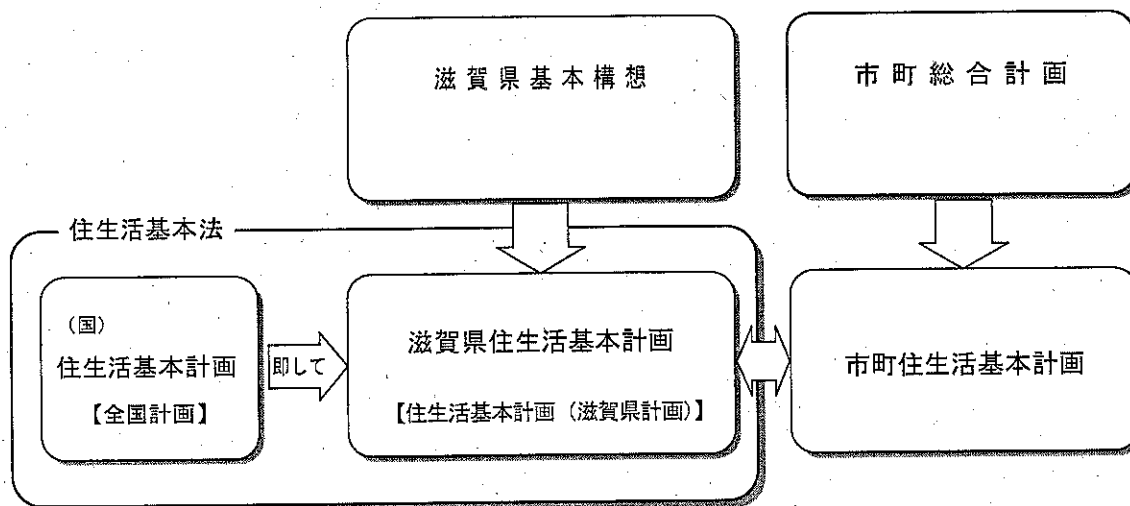 滋賀県基本構想
市町総合計画
住生活基本法
（国）
住生活基本計画
【全国計画】
即して
滋賀県住生活基本計画
【住生活基本計画（滋賀県計画）】
市町住生活基本計画